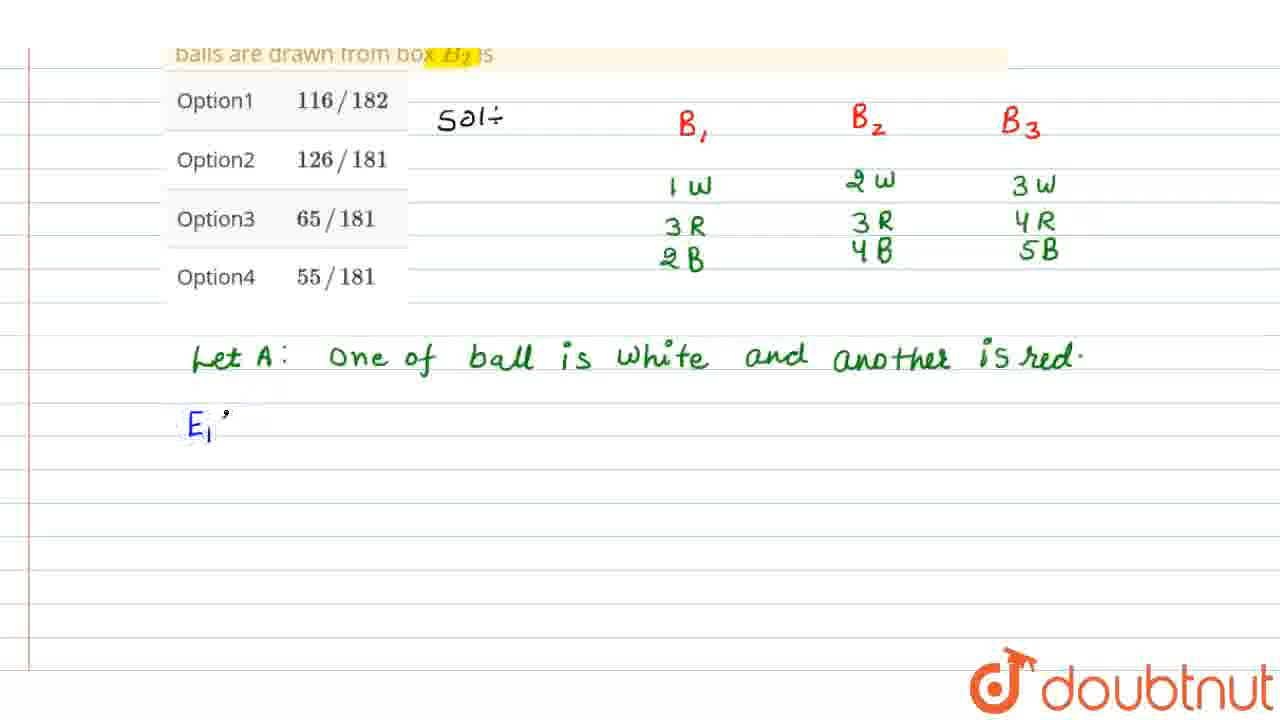 balls are drawn from box B2 is
Option1 116 / 182
Option2 126 / 181
Option3 65 / 181
Option4 55 / 181
Sol:-
B1 B2 B3
1 W 2 W 3 W
3 R 3 R 4 R
2 B 4 B 5 B
Let A: One of ball is white and another is red.
E1
doubtnut